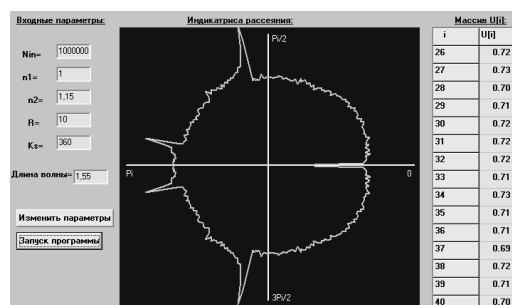 Входные параметры:
Nin= 1000000
n1= 1
n2= 1,15
R= 10
Ks= 360
Длина волны= 1,55
Изменить параметры
Запуск программы
Индикатриса рассеяния:
Pi/2
Pi
0
3Pi/2
Массив U[i]:
i U[i]
26 0.72
27 0.73
28 0.70
29 0.71
30 0.72
31 0.72
32 0.72
33 0.71
34 0.73
35 0.71
36 0.71
37 0.69
38 0.72
39 0.71
40 0.70